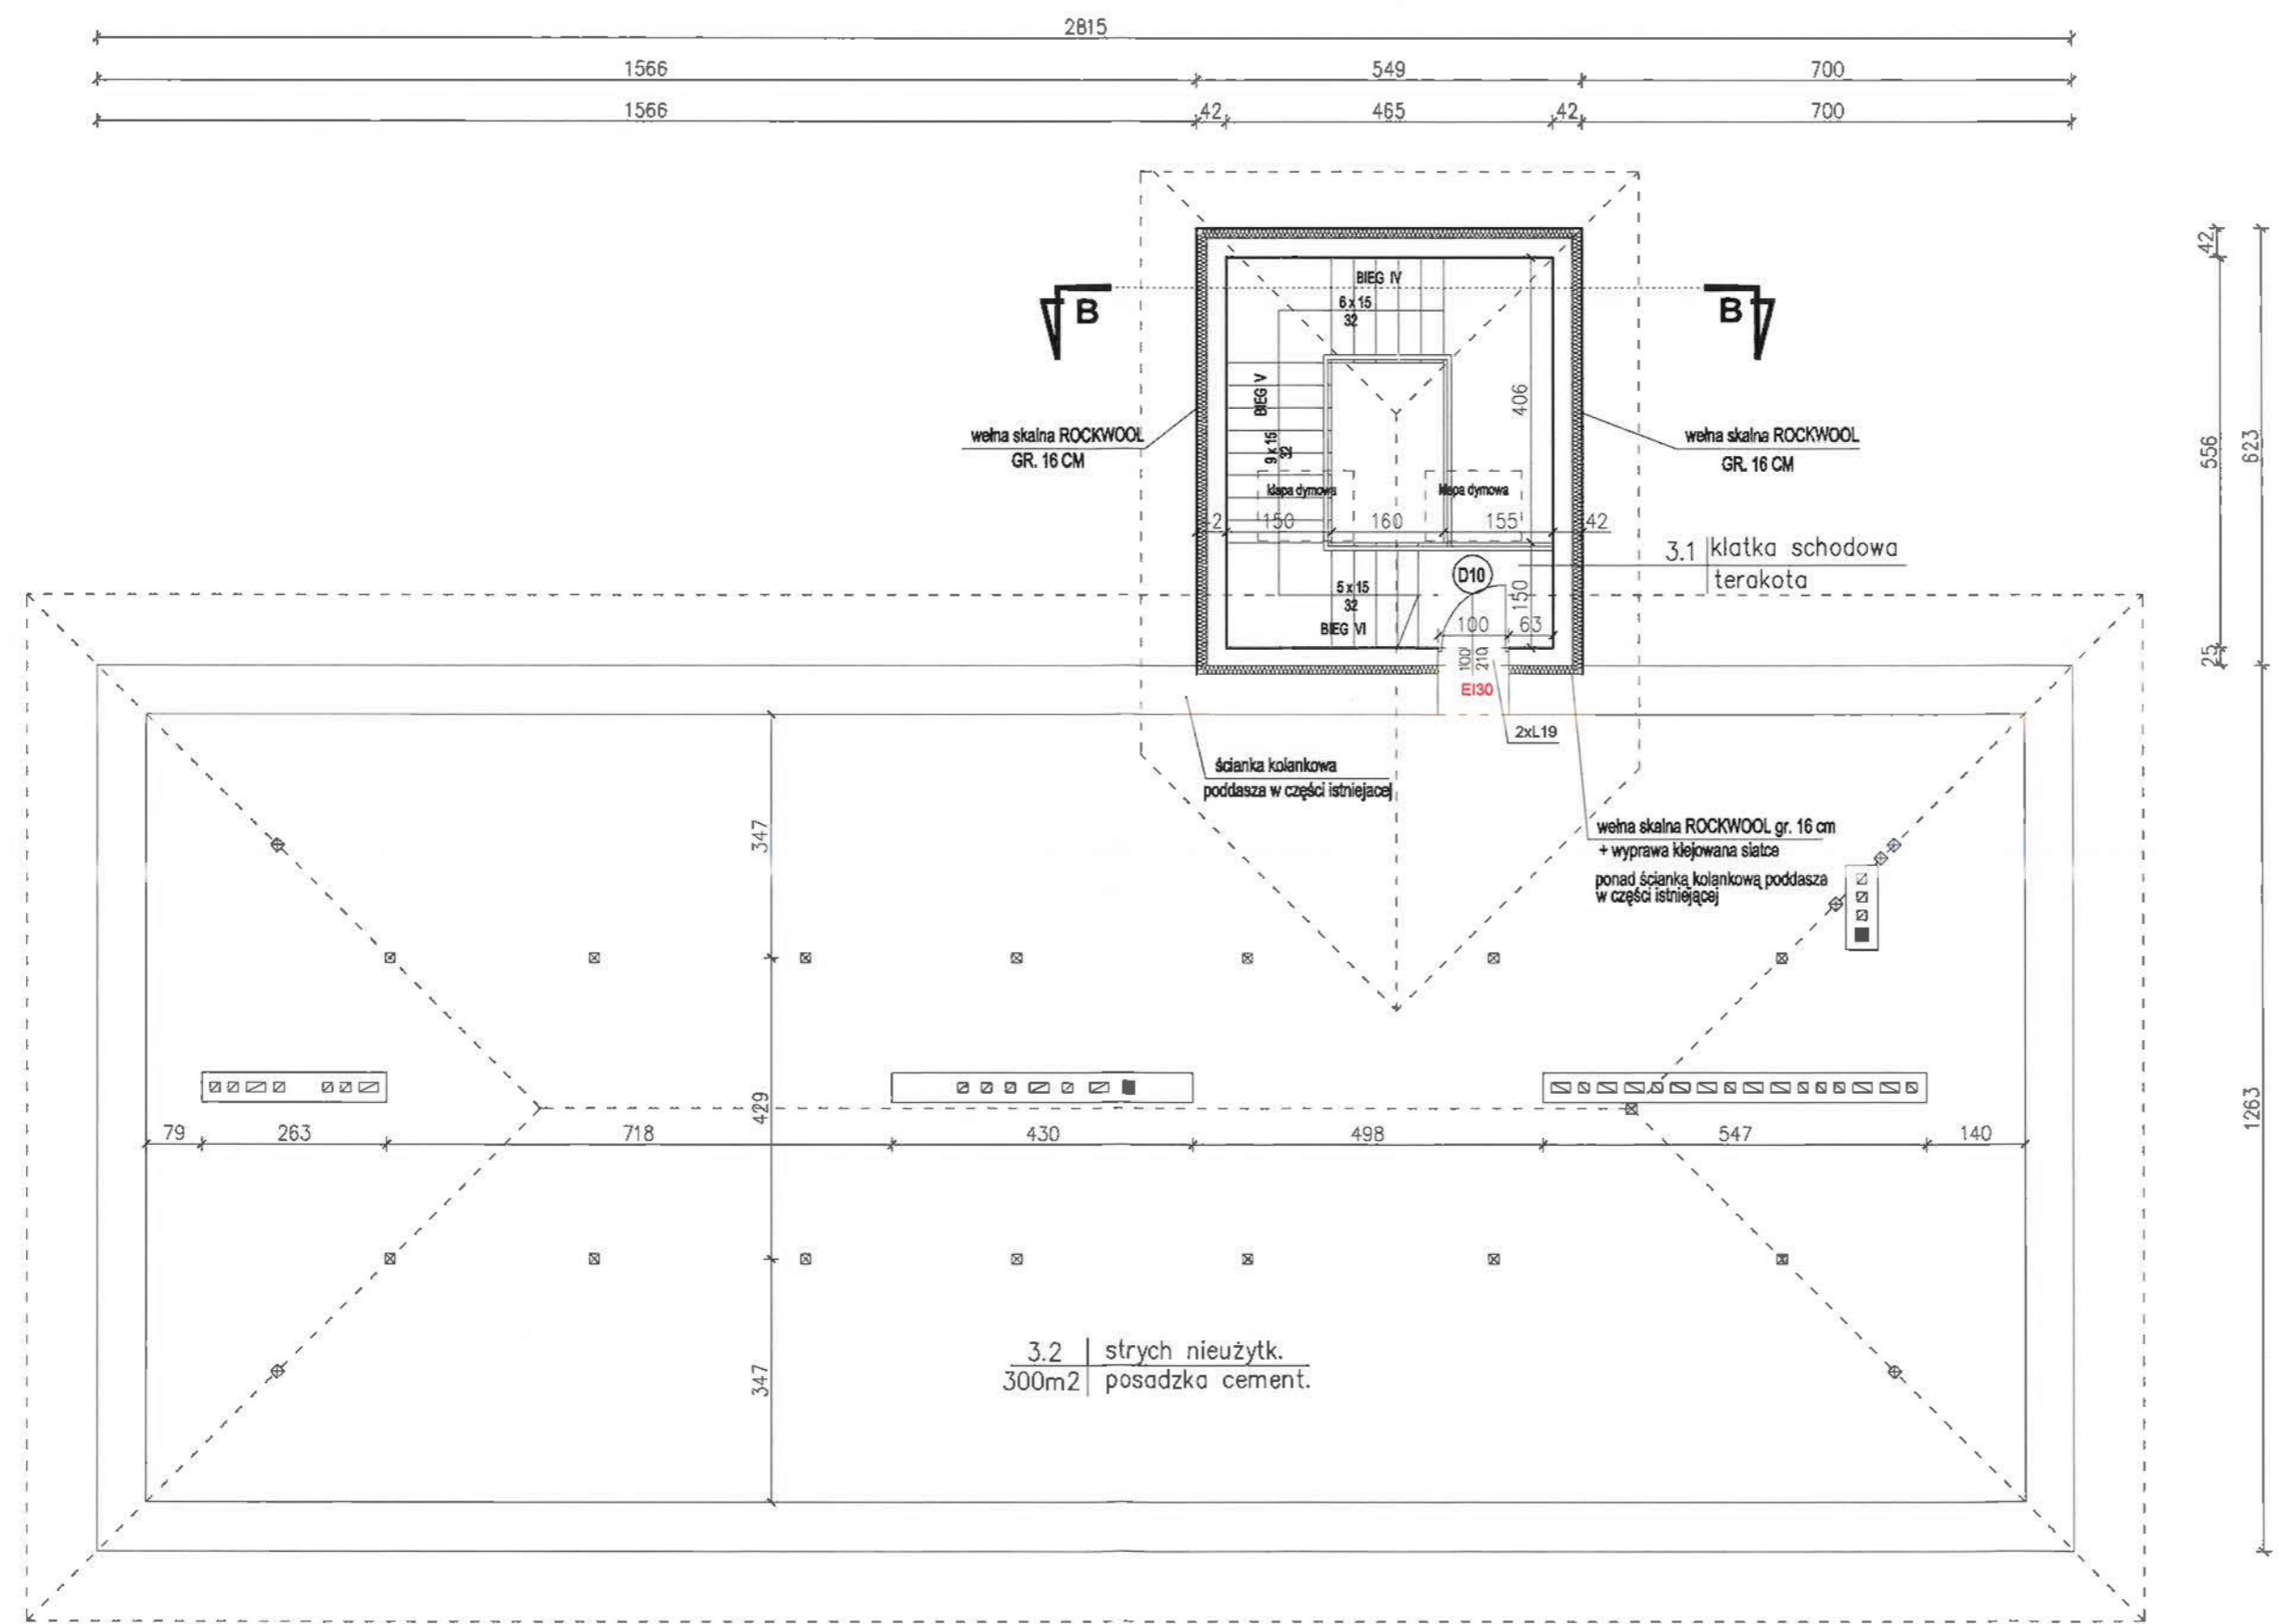 2815
1566 549 700
1566 42 465 42 700
42
556
25
623
1263
BIEG IV
6 x 15
32
B
B
BIEG V
9 x 15
32
406
wełna skalna ROCKWOOL
GR. 16 CM
wełna skalna ROCKWOOL
GR. 16 CM
klapa dymowa
klapa dymowa
150 160 155 42
3.1 klatka schodowa
terakota
D10
5 x 15
32
BIEG VI
150
100 63
100
210
EI30
2xL19
ścianka kolankowa
poddasza w części istniejacej
wełna skalna ROCKWOOL gr. 16 cm
+ wyprawa klejowana siatce
ponad ścianką kolankową poddasza
w części istniejącej
347
429
79 263 718 430 498 547 140
347
3.2 strych nieużytk.
300m2 posadzka cement.